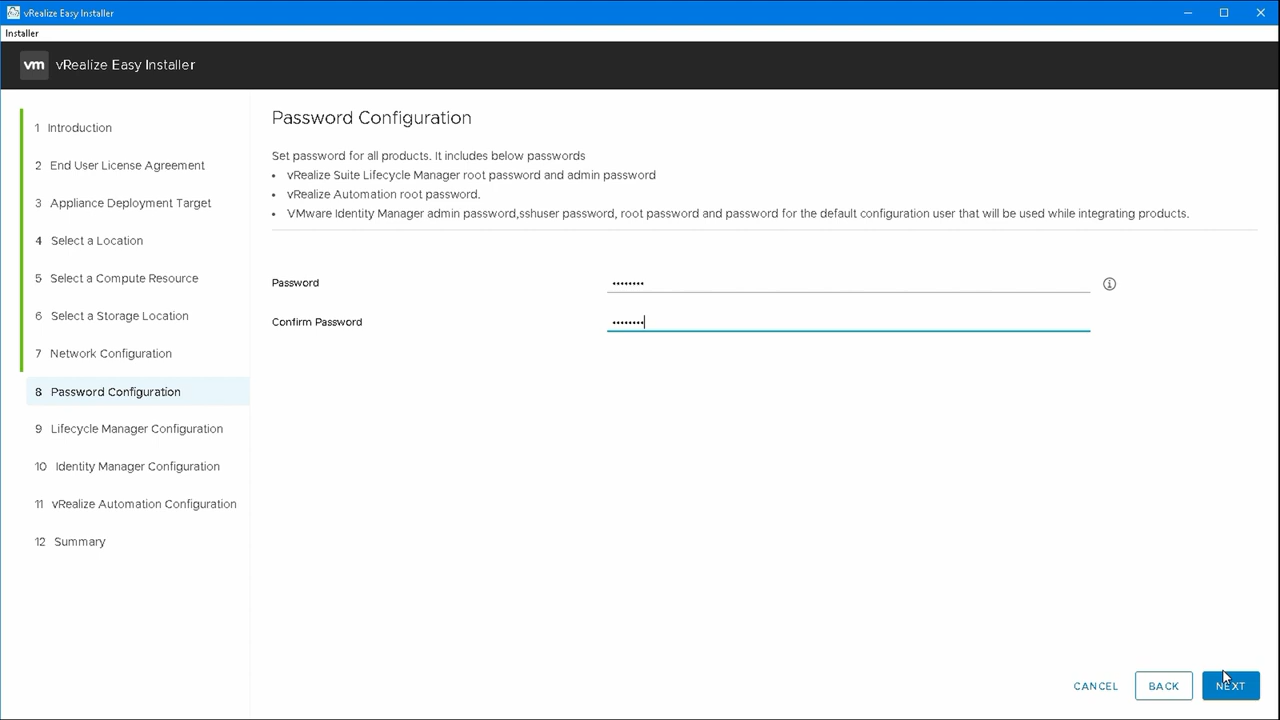 vRealize Easy Installer
Installer
vm vRealize Easy Installer
1 Introduction
2 End User License Agreement
3 Appliance Deployment Target
4 Select a Location
5 Select a Compute Resource
6 Select a Storage Location
7 Network Configuration
8 Password Configuration
9 Lifecycle Manager Configuration
10 Identity Manager Configuration
11 vRealize Automation Configuration
12 Summary
Password Configuration
Set password for all products. It includes below passwords
• vRealize Suite Lifecycle Manager root password and admin password
• vRealize Automation root password.
• VMware Identity Manager admin password,sshuser password, root password and password for the default configuration user that will be used while integrating products.
Password ••••••••
Confirm Password ••••••••
CANCEL BACK NEXT